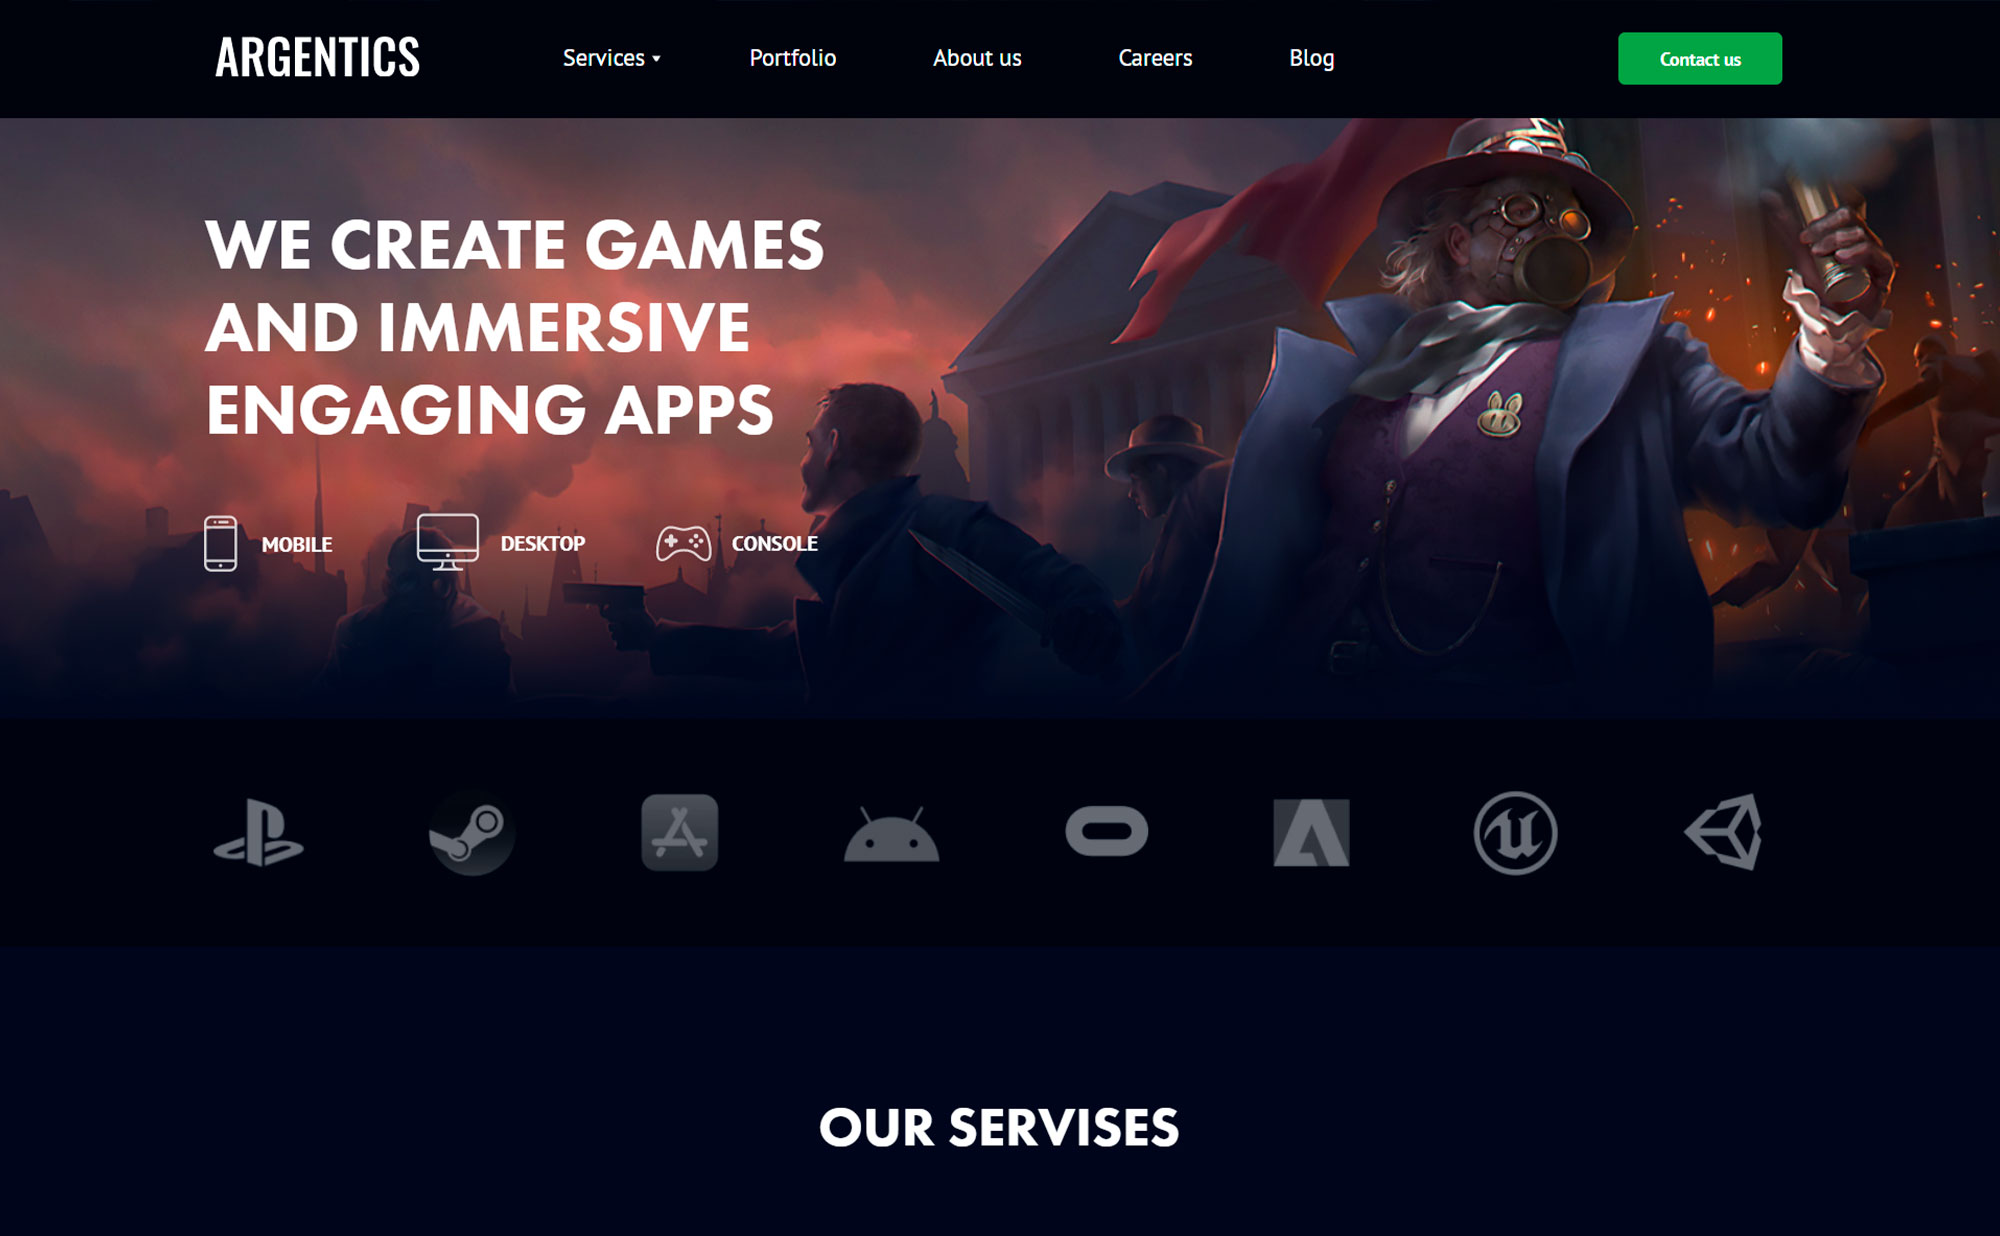 ARGENTICS
Services
Portfolio
About us
Careers
Blog
Contact us
WE CREATE GAMES
AND IMMERSIVE
ENGAGING APPS
MOBILE
DESKTOP
CONSOLE
OUR SERVISES